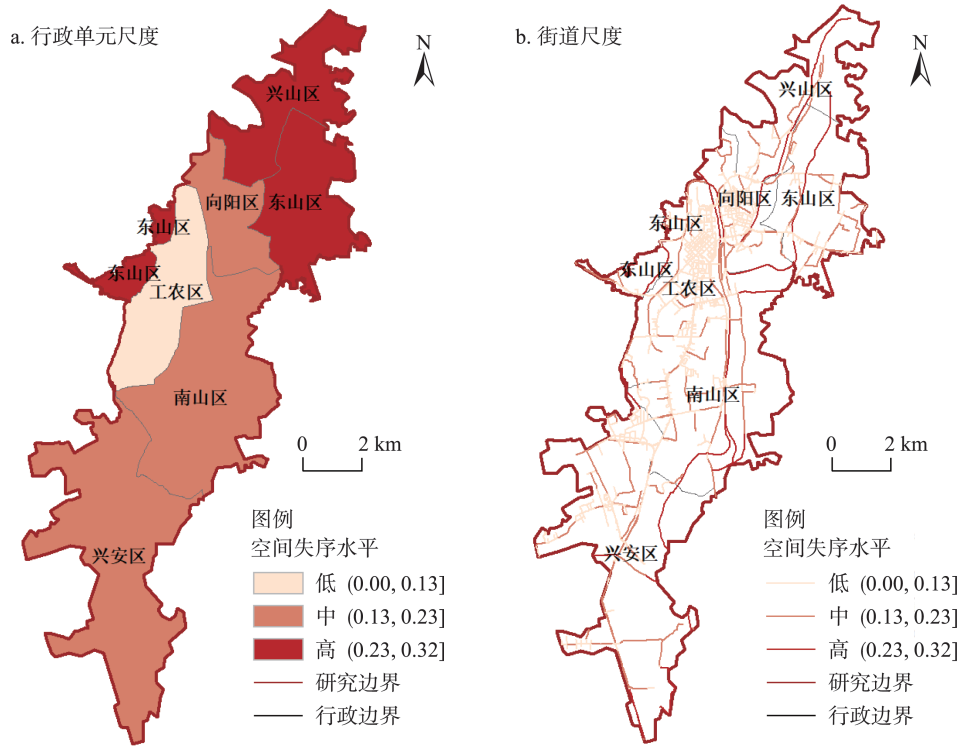 a. 行政单元尺度
N
兴山区
向阳区
东山区
东山区
东山区
工农区
南山区
0 2 km
兴安区
图例
空间失序水平
低 (0.00, 0.13]
中 (0.13, 0.23]
高 (0.23, 0.32]
研究边界
行政边界
b. 街道尺度
N
兴山区
向阳区
东山区
东山区
东山区
工农区
南山区
0 2 km
兴安区
图例
空间失序水平
低 (0.00, 0.13]
中 (0.13, 0.23]
高 (0.23, 0.32]
研究边界
行政边界